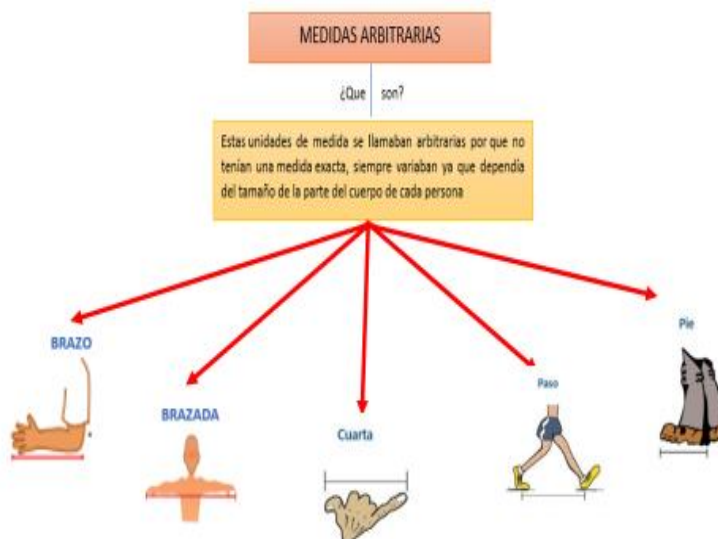 MEDIDAS ARBITRARIAS
¿Que son?
Estas unidades de medida se llamaban arbitrarias por que no
tenían una medida exacta, siempre variaban ya que dependía
del tamaño de la parte del cuerpo de cada persona
BRAZO
BRAZADA
Cuarta
Paso
Pie